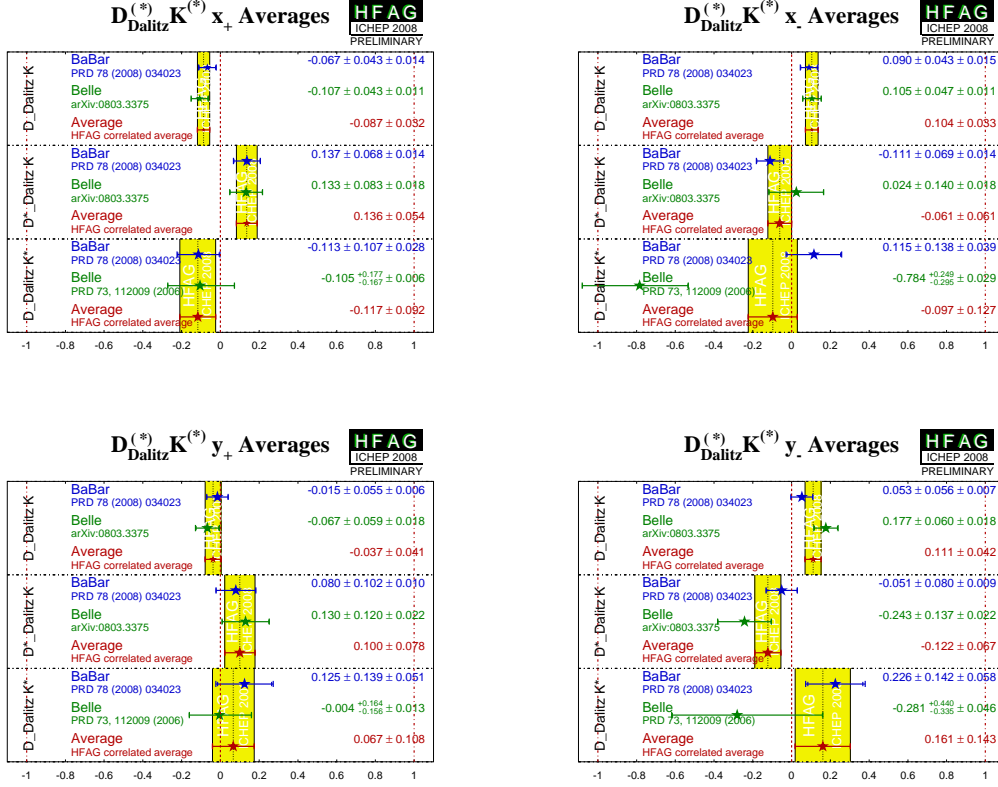 D(*)Dalitz K(*) x+ Averages
HFAG
ICHEP 2008
PRELIMINARY
D_Dalitz K
BaBar
PRD 78 (2008) 034023
-0.067 ± 0.043 ± 0.014
Belle
arXiv:0803.3375
-0.107 ± 0.043 ± 0.011
Average
HFAG correlated average
-0.087 ± 0.032
D*_Dalitz K
BaBar
PRD 78 (2008) 034023
0.137 ± 0.068 ± 0.014
Belle
arXiv:0803.3375
0.133 ± 0.083 ± 0.018
Average
HFAG correlated average
0.136 ± 0.054
D_Dalitz K*
BaBar
PRD 78 (2008) 034023
-0.113 ± 0.107 ± 0.028
Belle
PRD 73, 112009 (2006)
-0.105 +0.177 -0.167 ± 0.006
Average
HFAG correlated average
-0.117 ± 0.092
-1 -0.8 -0.6 -0.4 -0.2 0 0.2 0.4 0.6 0.8 1
D(*)Dalitz K(*) x- Averages
HFAG
ICHEP 2008
PRELIMINARY
D_Dalitz K
BaBar
PRD 78 (2008) 034023
0.090 ± 0.043 ± 0.015
Belle
arXiv:0803.3375
0.105 ± 0.047 ± 0.011
Average
HFAG correlated average
0.104 ± 0.033
D*_Dalitz K
BaBar
PRD 78 (2008) 034023
-0.111 ± 0.069 ± 0.014
Belle
arXiv:0803.3375
0.024 ± 0.140 ± 0.018
Average
HFAG correlated average
-0.061 ± 0.061
D_Dalitz K*
BaBar
PRD 78 (2008) 034023
0.115 ± 0.138 ± 0.039
Belle
PRD 73, 112009 (2006)
-0.784 +0.249 -0.295 ± 0.029
Average
HFAG correlated average
-0.097 ± 0.127
-1 -0.8 -0.6 -0.4 -0.2 0 0.2 0.4 0.6 0.8 1
D(*)Dalitz K(*) y+ Averages
HFAG
ICHEP 2008
PRELIMINARY
D_Dalitz K
BaBar
PRD 78 (2008) 034023
-0.015 ± 0.055 ± 0.006
Belle
arXiv:0803.3375
-0.067 ± 0.059 ± 0.018
Average
HFAG correlated average
-0.037 ± 0.041
D*_Dalitz K
BaBar
PRD 78 (2008) 034023
0.080 ± 0.102 ± 0.010
Belle
arXiv:0803.3375
0.130 ± 0.120 ± 0.022
Average
HFAG correlated average
0.100 ± 0.078
D_Dalitz K*
BaBar
PRD 78 (2008) 034023
0.125 ± 0.139 ± 0.051
Belle
PRD 73, 112009 (2006)
-0.004 +0.164 -0.156 ± 0.013
Average
HFAG correlated average
0.067 ± 0.108
-1 -0.8 -0.6 -0.4 -0.2 0 0.2 0.4 0.6 0.8 1
D(*)Dalitz K(*) y- Averages
HFAG
ICHEP 2008
PRELIMINARY
D_Dalitz K
BaBar
PRD 78 (2008) 034023
0.053 ± 0.056 ± 0.007
Belle
arXiv:0803.3375
0.177 ± 0.060 ± 0.018
Average
HFAG correlated average
0.111 ± 0.042
D*_Dalitz K
BaBar
PRD 78 (2008) 034023
-0.051 ± 0.080 ± 0.009
Belle
arXiv:0803.3375
-0.243 ± 0.137 ± 0.022
Average
HFAG correlated average
-0.122 ± 0.067
D_Dalitz K*
BaBar
PRD 78 (2008) 034023
0.226 ± 0.142 ± 0.058
Belle
PRD 73, 112009 (2006)
-0.281 +0.440 -0.335 ± 0.046
Average
HFAG correlated average
0.161 ± 0.143
-1 -0.8 -0.6 -0.4 -0.2 0 0.2 0.4 0.6 0.8 1